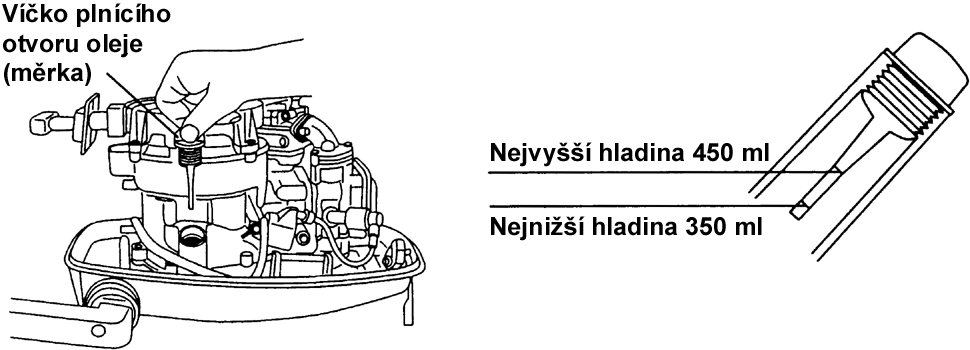 Víčko plnícího
otvoru oleje
(měrka)
Nejvyšší hladina 450 ml
Nejnižší hladina 350 ml